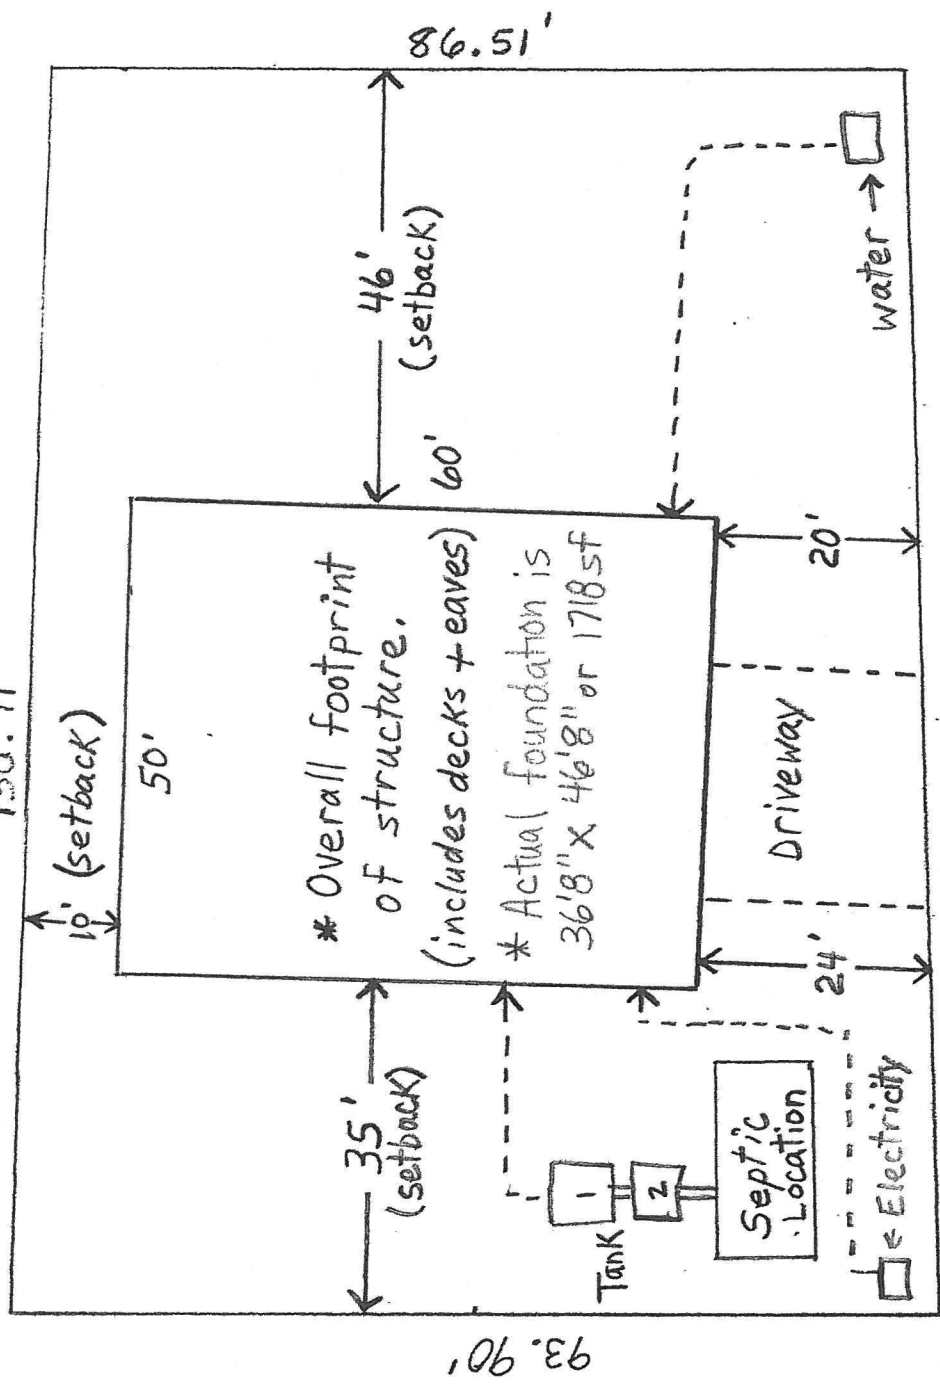 86.51'
10' (setback)
50'
35'
(setback)
46'
(setback)
60'
* Overall footprint
of structure.
(includes decks + eaves)
* Actual foundation is
36'8" x 46'8" or 1718sf
93.90'
Tank
1
2
Septic
Location
← Electricity
24'
Driveway
20'
water →